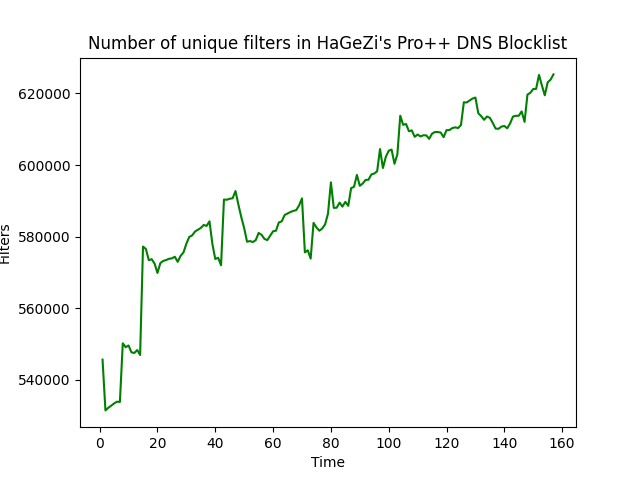 Number of unique filters in HaGeZi's Pro++ DNS Blocklist
620000
600000
580000
560000
540000
Filters
0 20 40 60 80 100 120 140 160
Time